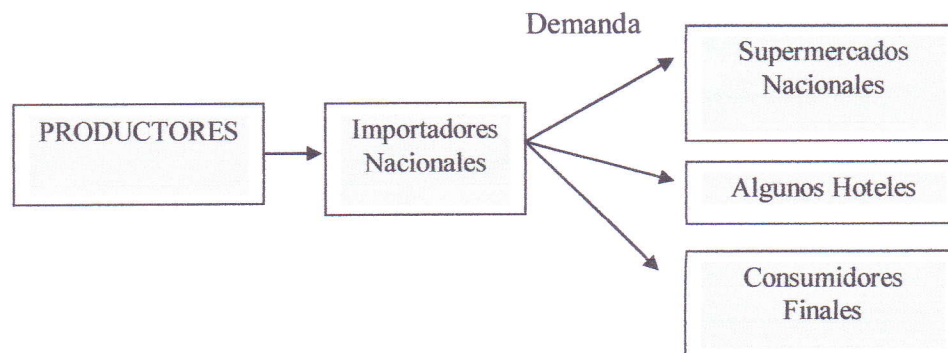 Demanda
Supermercados
Nacionales
PRODUCTORES
Importadores
Nacionales
Algunos Hoteles
Consumidores
Finales